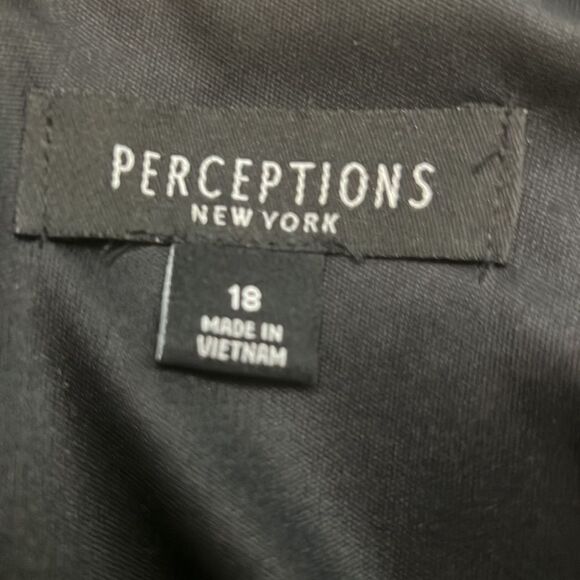 PERCEPTIONS
NEW YORK
18
MADE IN
VIETNAM